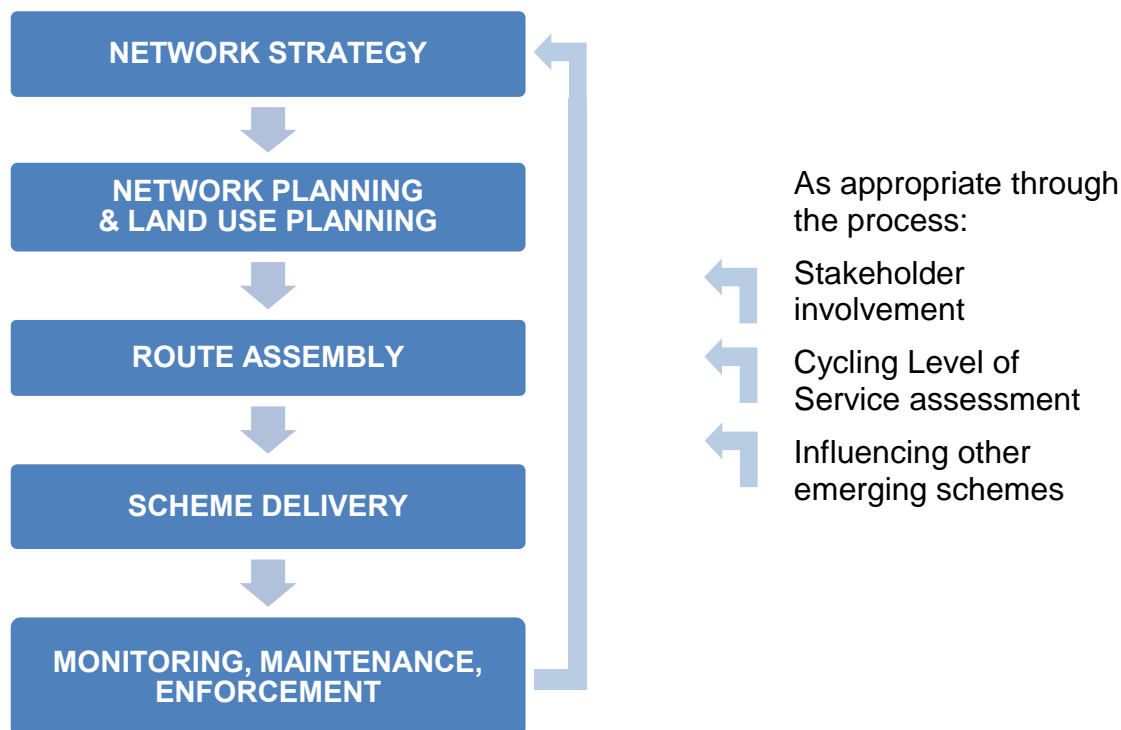 NETWORK STRATEGY
NETWORK PLANNING
& LAND USE PLANNING
ROUTE ASSEMBLY
SCHEME DELIVERY
MONITORING, MAINTENANCE,
ENFORCEMENT
As appropriate through
the process:
Stakeholder
involvement
Cycling Level of
Service assessment
Influencing other
emerging schemes